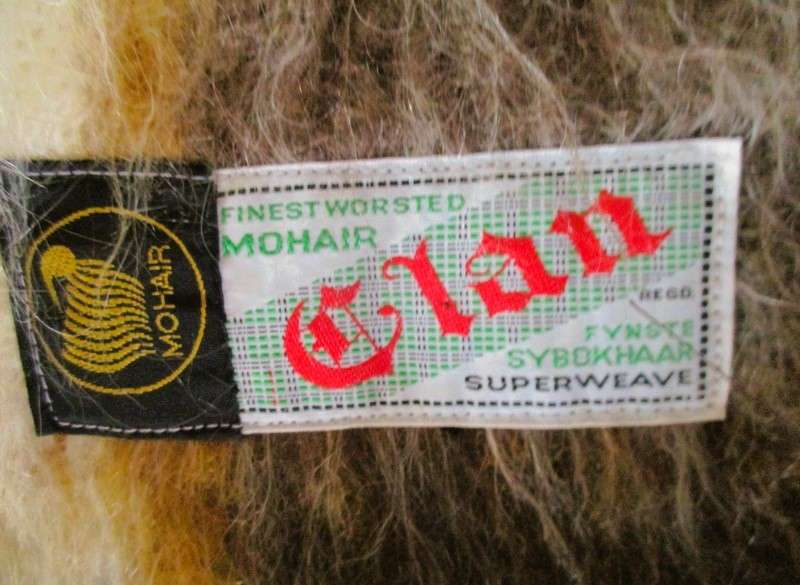 MOHAIR
FINEST WORSTED
MOHAIR
Clan
REGD.
FYNSTE
SYBOKHAAR
SUPERWEAVE